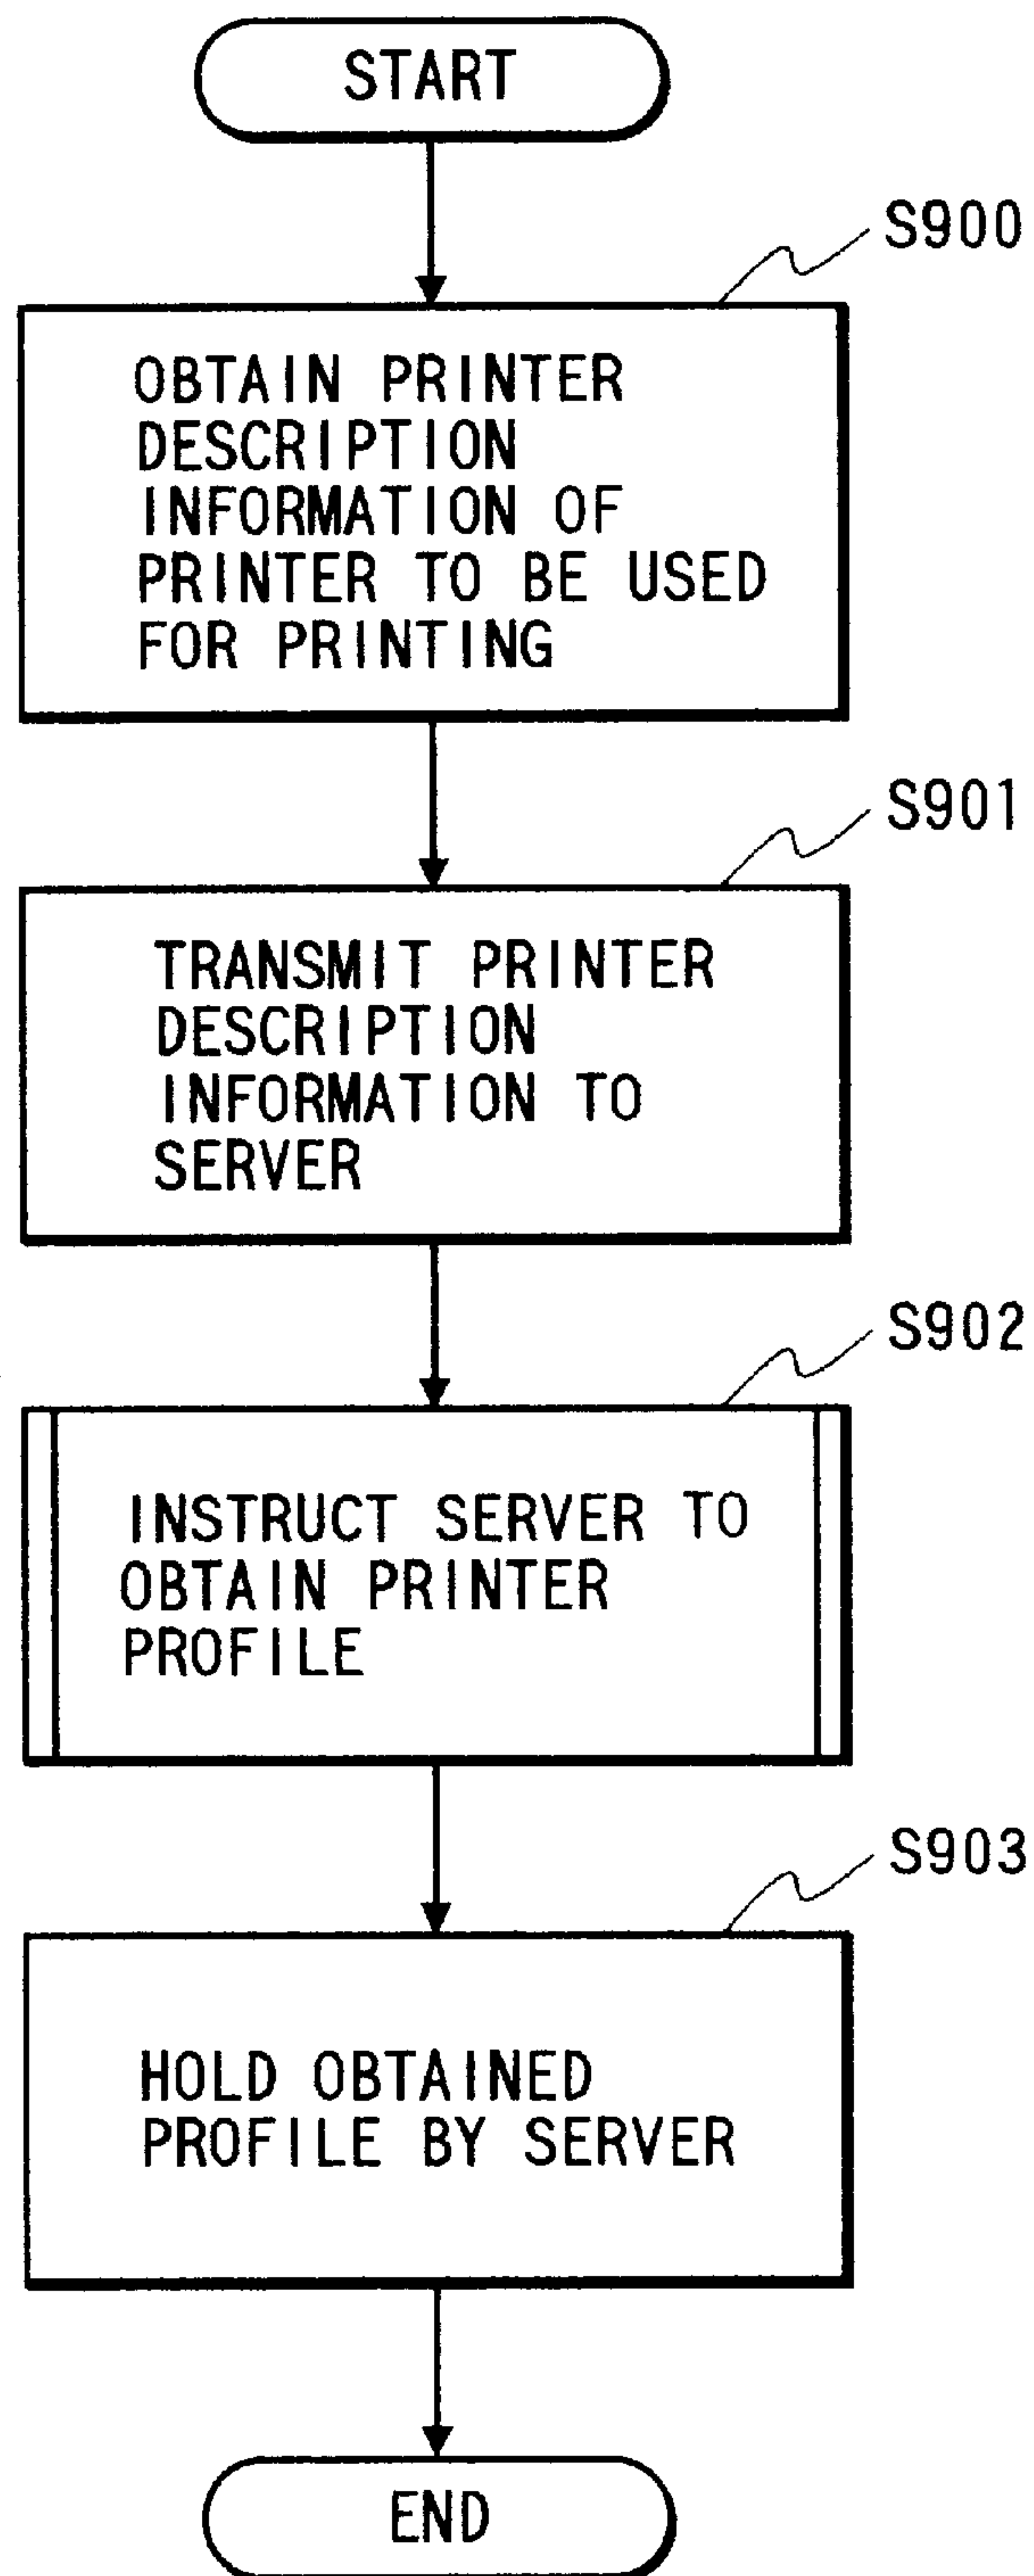 START
S900
OBTAIN PRINTER
DESCRIPTION
INFORMATION OF
PRINTER TO BE USED
FOR PRINTING
S901
TRANSMIT PRINTER
DESCRIPTION
INFORMATION TO
SERVER
S902
INSTRUCT SERVER TO
OBTAIN PRINTER
PROFILE
S903
HOLD OBTAINED
PROFILE BY SERVER
END